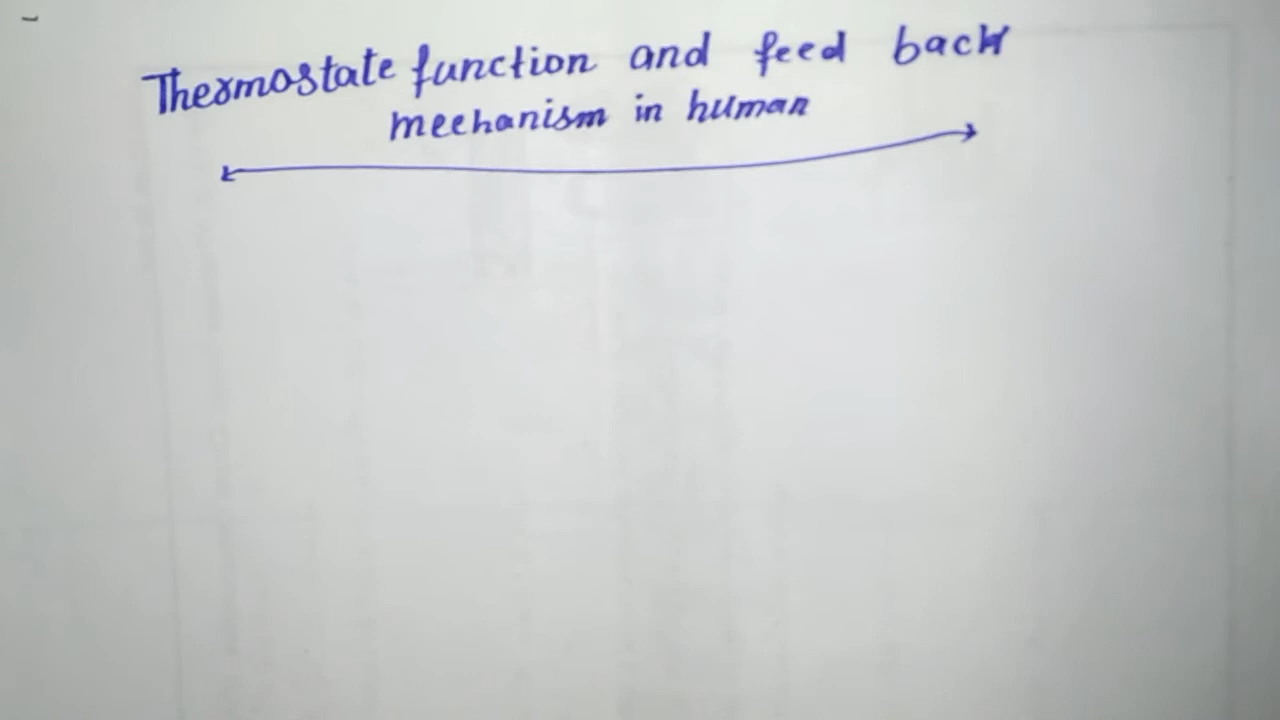 Thermostate function and feed back
mechanism in human